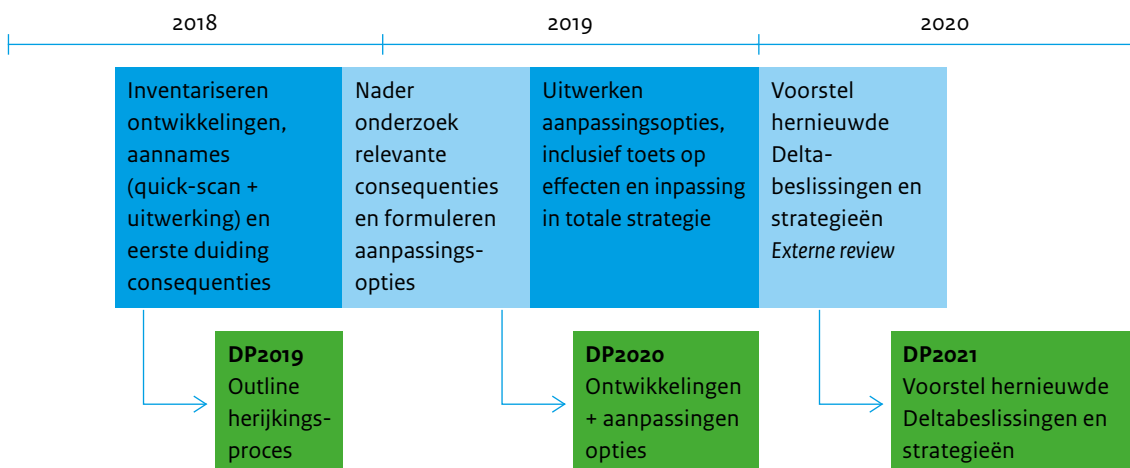 2018
2019
2020
Inventariseren
ontwikkelingen,
aannames
(quick-scan +
uitwerking) en
eerste duiding
consequenties
Nader
onderzoek
relevante
consequenties
en formuleren
aanpassings-
opties
Uitwerken
aanpassingsopties,
inclusief toets op
effecten en inpassing
in totale strategie
Voorstel
hernieuwde
Delta-
beslissingen en
strategieën
Externe review
DP2019
Outline
herijkings-
proces
DP2020
Ontwikkelingen
+ aanpassingen
opties
DP2021
Voorstel hernieuwde
Deltabeslissingen en
strategieën